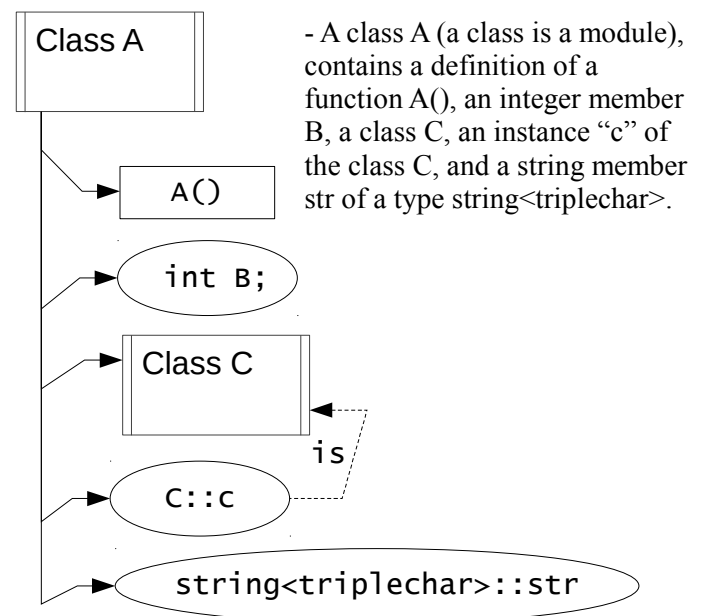 Class A
- A class A (a class is a module),
contains a definition of a
function A(), an integer member
B, a class C, an instance “c” of
the class C, and a string member
str of a type string<triplechar>.
A()
int B;
Class C
is
C::c
string<triplechar>::str